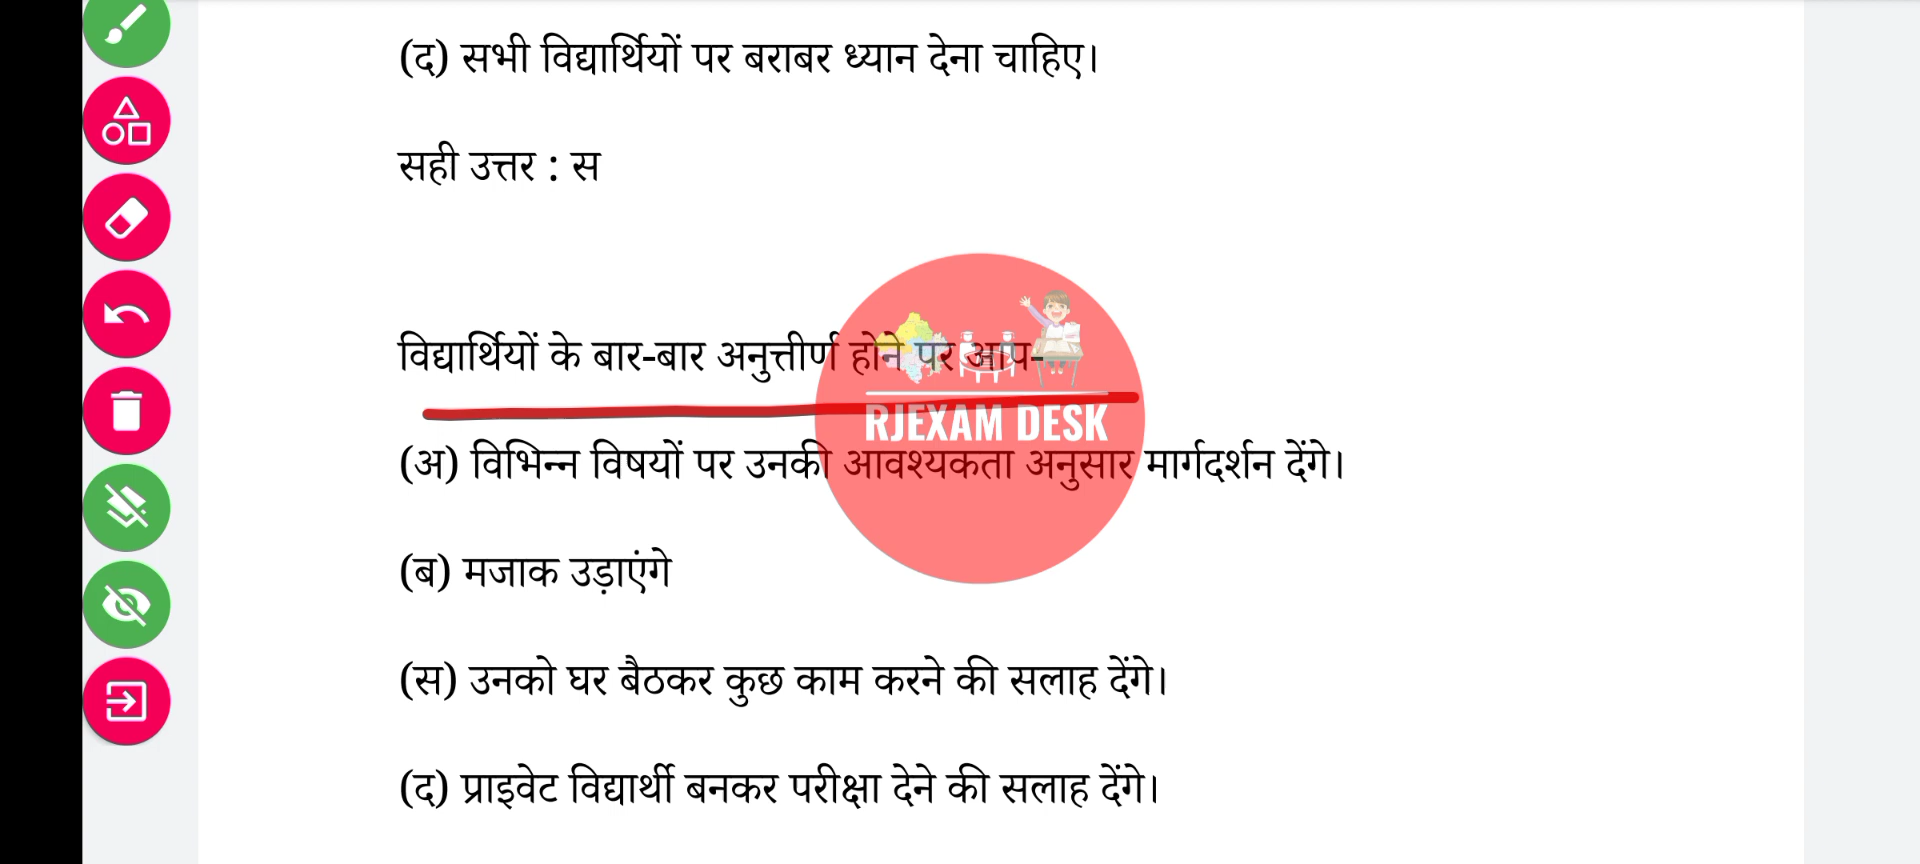 (द) सभी विद्यार्थियों पर बराबर ध्यान देना चाहिए।
सही उत्तर : स
विद्यार्थियों के बार-बार अनुत्तीर्ण होने पर आप-
RJEXAM DESK
(अ) विभिन्न विषयों पर उनकी आवश्यकता अनुसार मार्गदर्शन देंगे।
(ब) मजाक उड़ाएंगे
(स) उनको घर बैठकर कुछ काम करने की सलाह देंगे।
(द) प्राइवेट विद्यार्थी बनकर परीक्षा देने की सलाह देंगे।